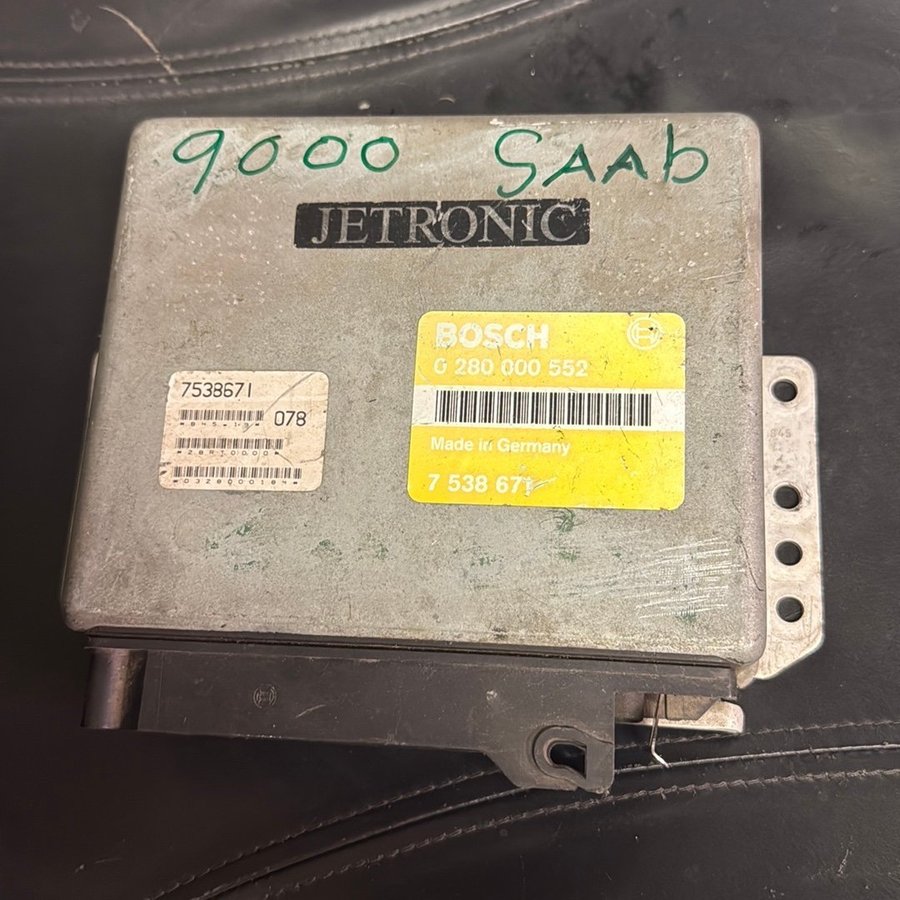 9000 SAAb
JETRONIC
BOSCH
0 280 000 552
Made in Germany
7 538 671
7538671
078